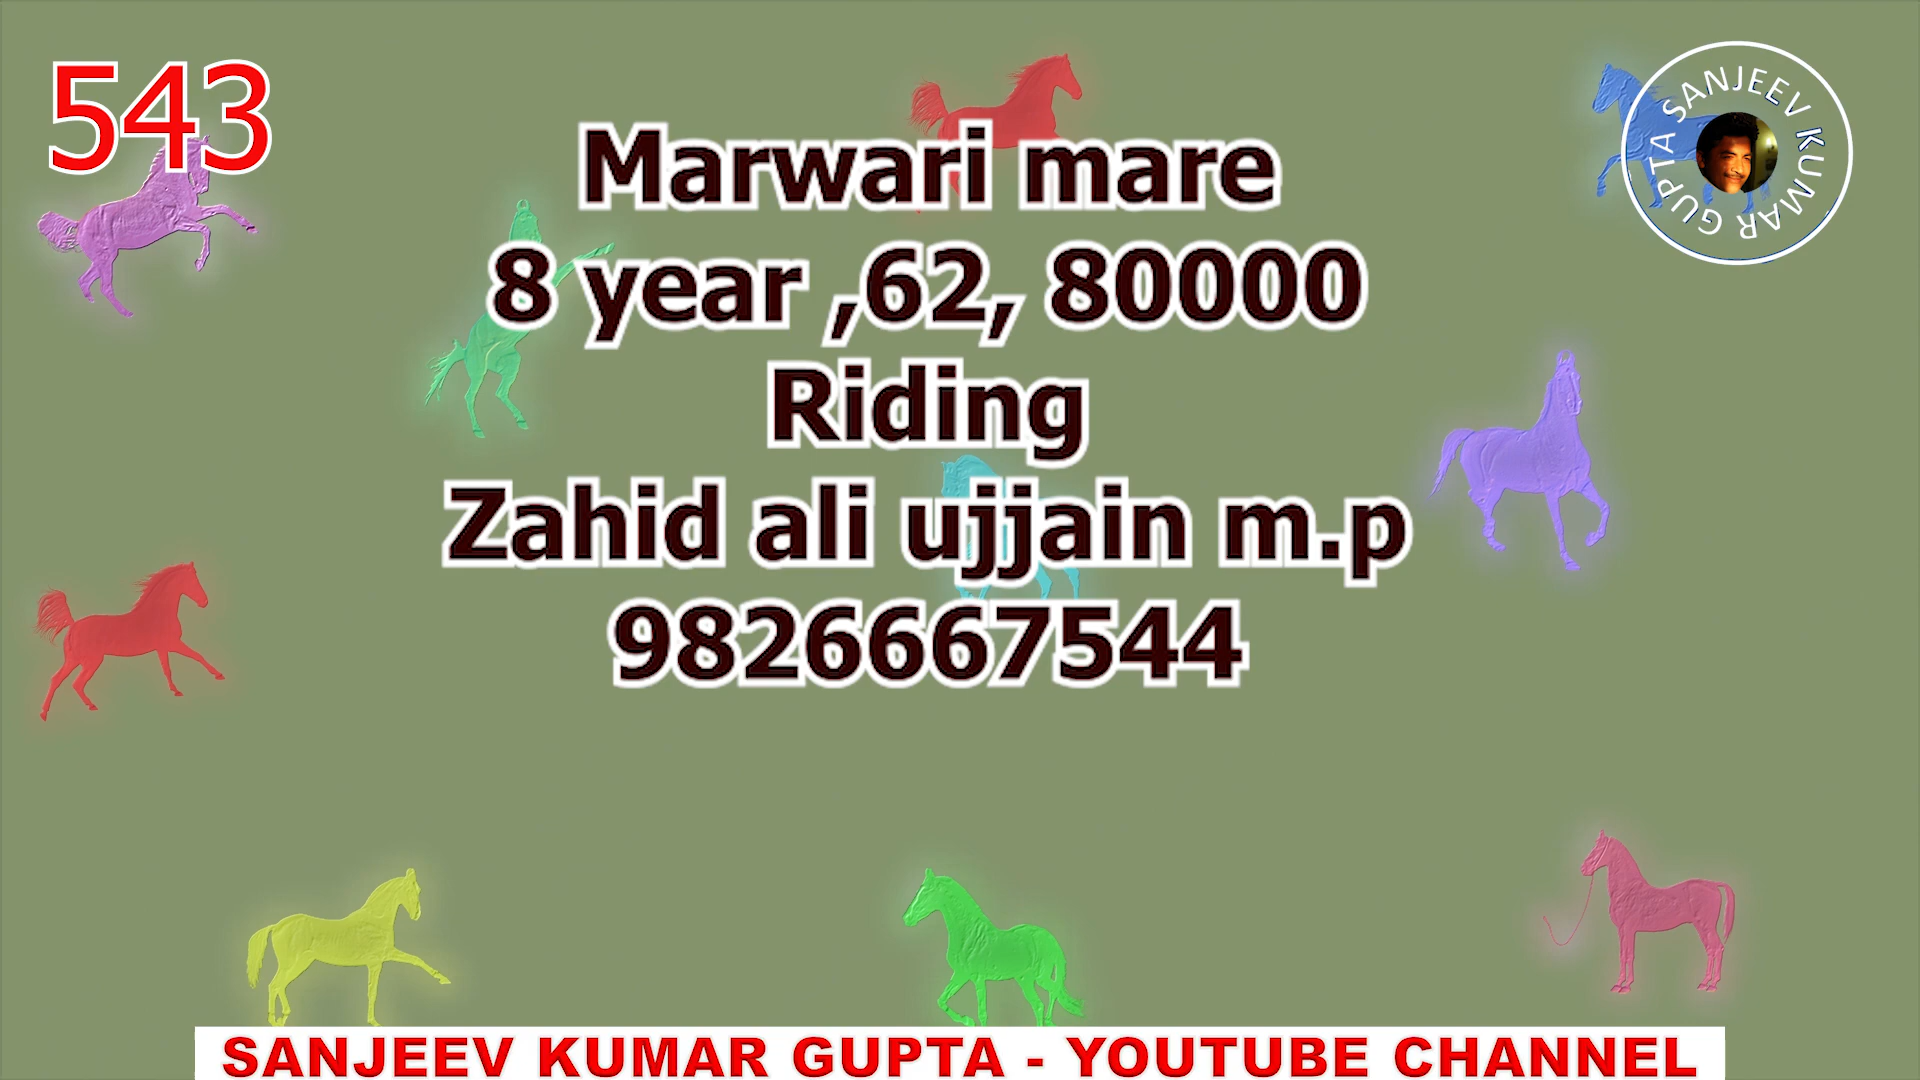 543
SANJEEV KUMAR GUPTA
Marwari mare
8 year ,62, 80000
Riding
Zahid ali ujjain m.p
9826667544
SANJEEV KUMAR GUPTA - YOUTUBE CHANNEL